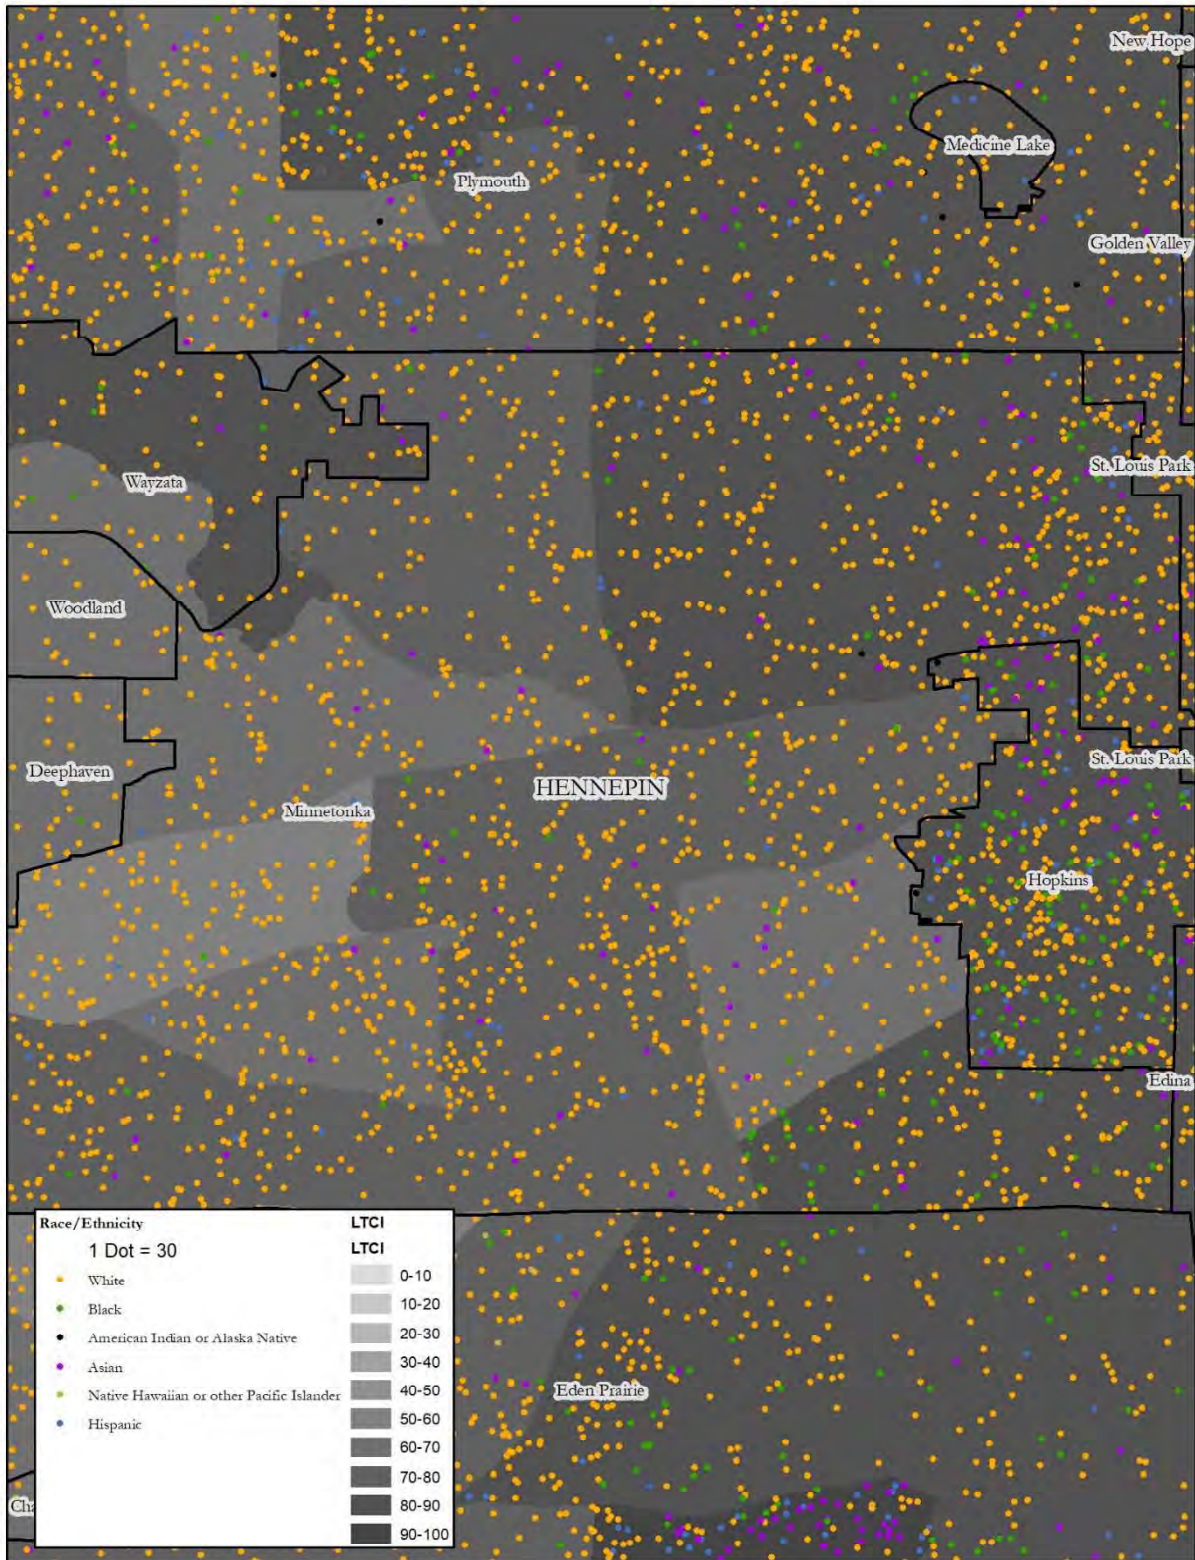 New Hope
Medicine Lake
Plymouth
Golden Valley
St. Louis Park
Wayzata
Woodland
St. Louis Park
Deephaven
HENNEPIN
Minnetonka
Hopkins
Edina
Race/Ethnicity
1 Dot = 30
White
Black
American Indian or Alaska Native
Asian
Native Hawaiian or other Pacific Islander
Hispanic
LTCI
LTCI
0-10
10-20
20-30
30-40
40-50
50-60
60-70
70-80
80-90
90-100
Eden Prairie
Cha